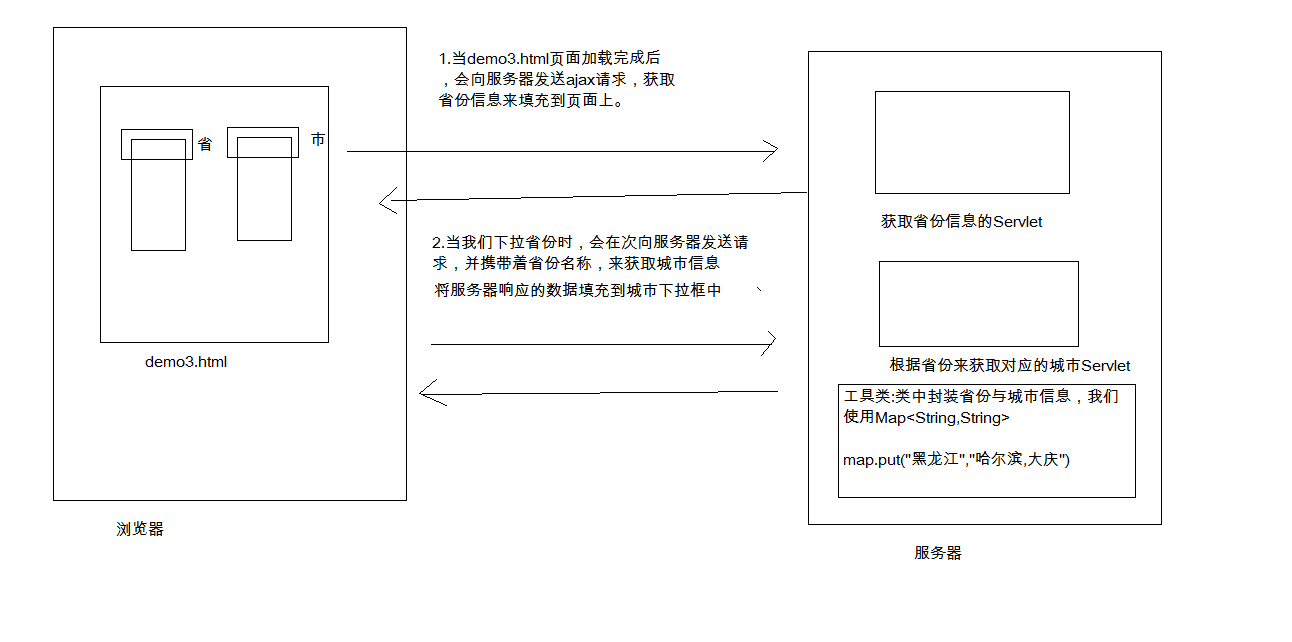 1.当demo3.html页面加载完成后
，会向服务器发送ajax请求，获取
省份信息来填充到页面上。
省
市
2.当我们下拉省份时，会在次向服务器发送请
求，并携带着省份名称，来获取城市信息
将服务器响应的数据填充到城市下拉框中
demo3.html
浏览器
获取省份信息的Servlet
根据省份来获取对应的城市Servlet
工具类:类中封装省份与城市信息，我们
使用Map<String,String>
map.put("黑龙江","哈尔滨,大庆")
服务器